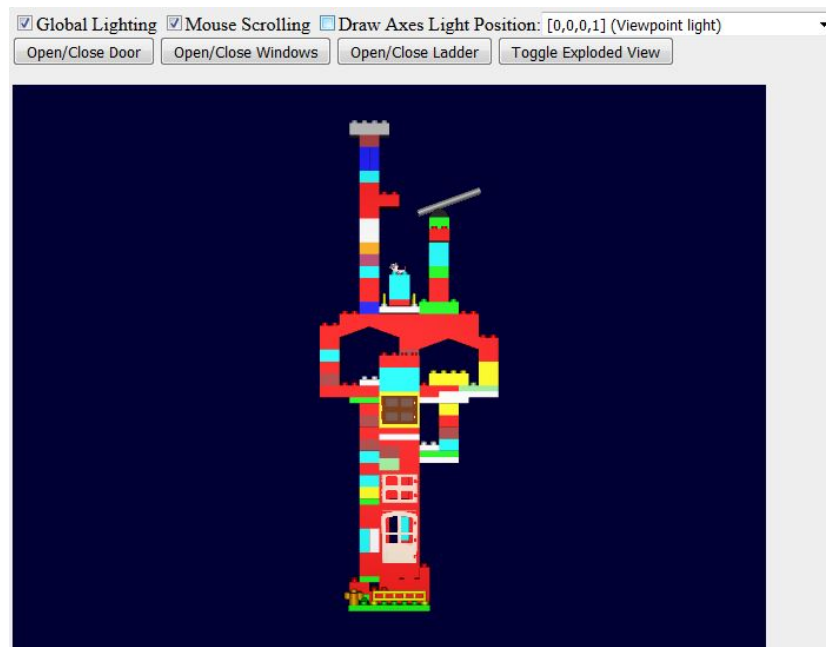 Global Lighting Mouse Scrolling Draw Axes Light Position: [0,0,0,1] (Viewpoint light)
Open/Close Door Open/Close Windows Open/Close Ladder Toggle Exploded View